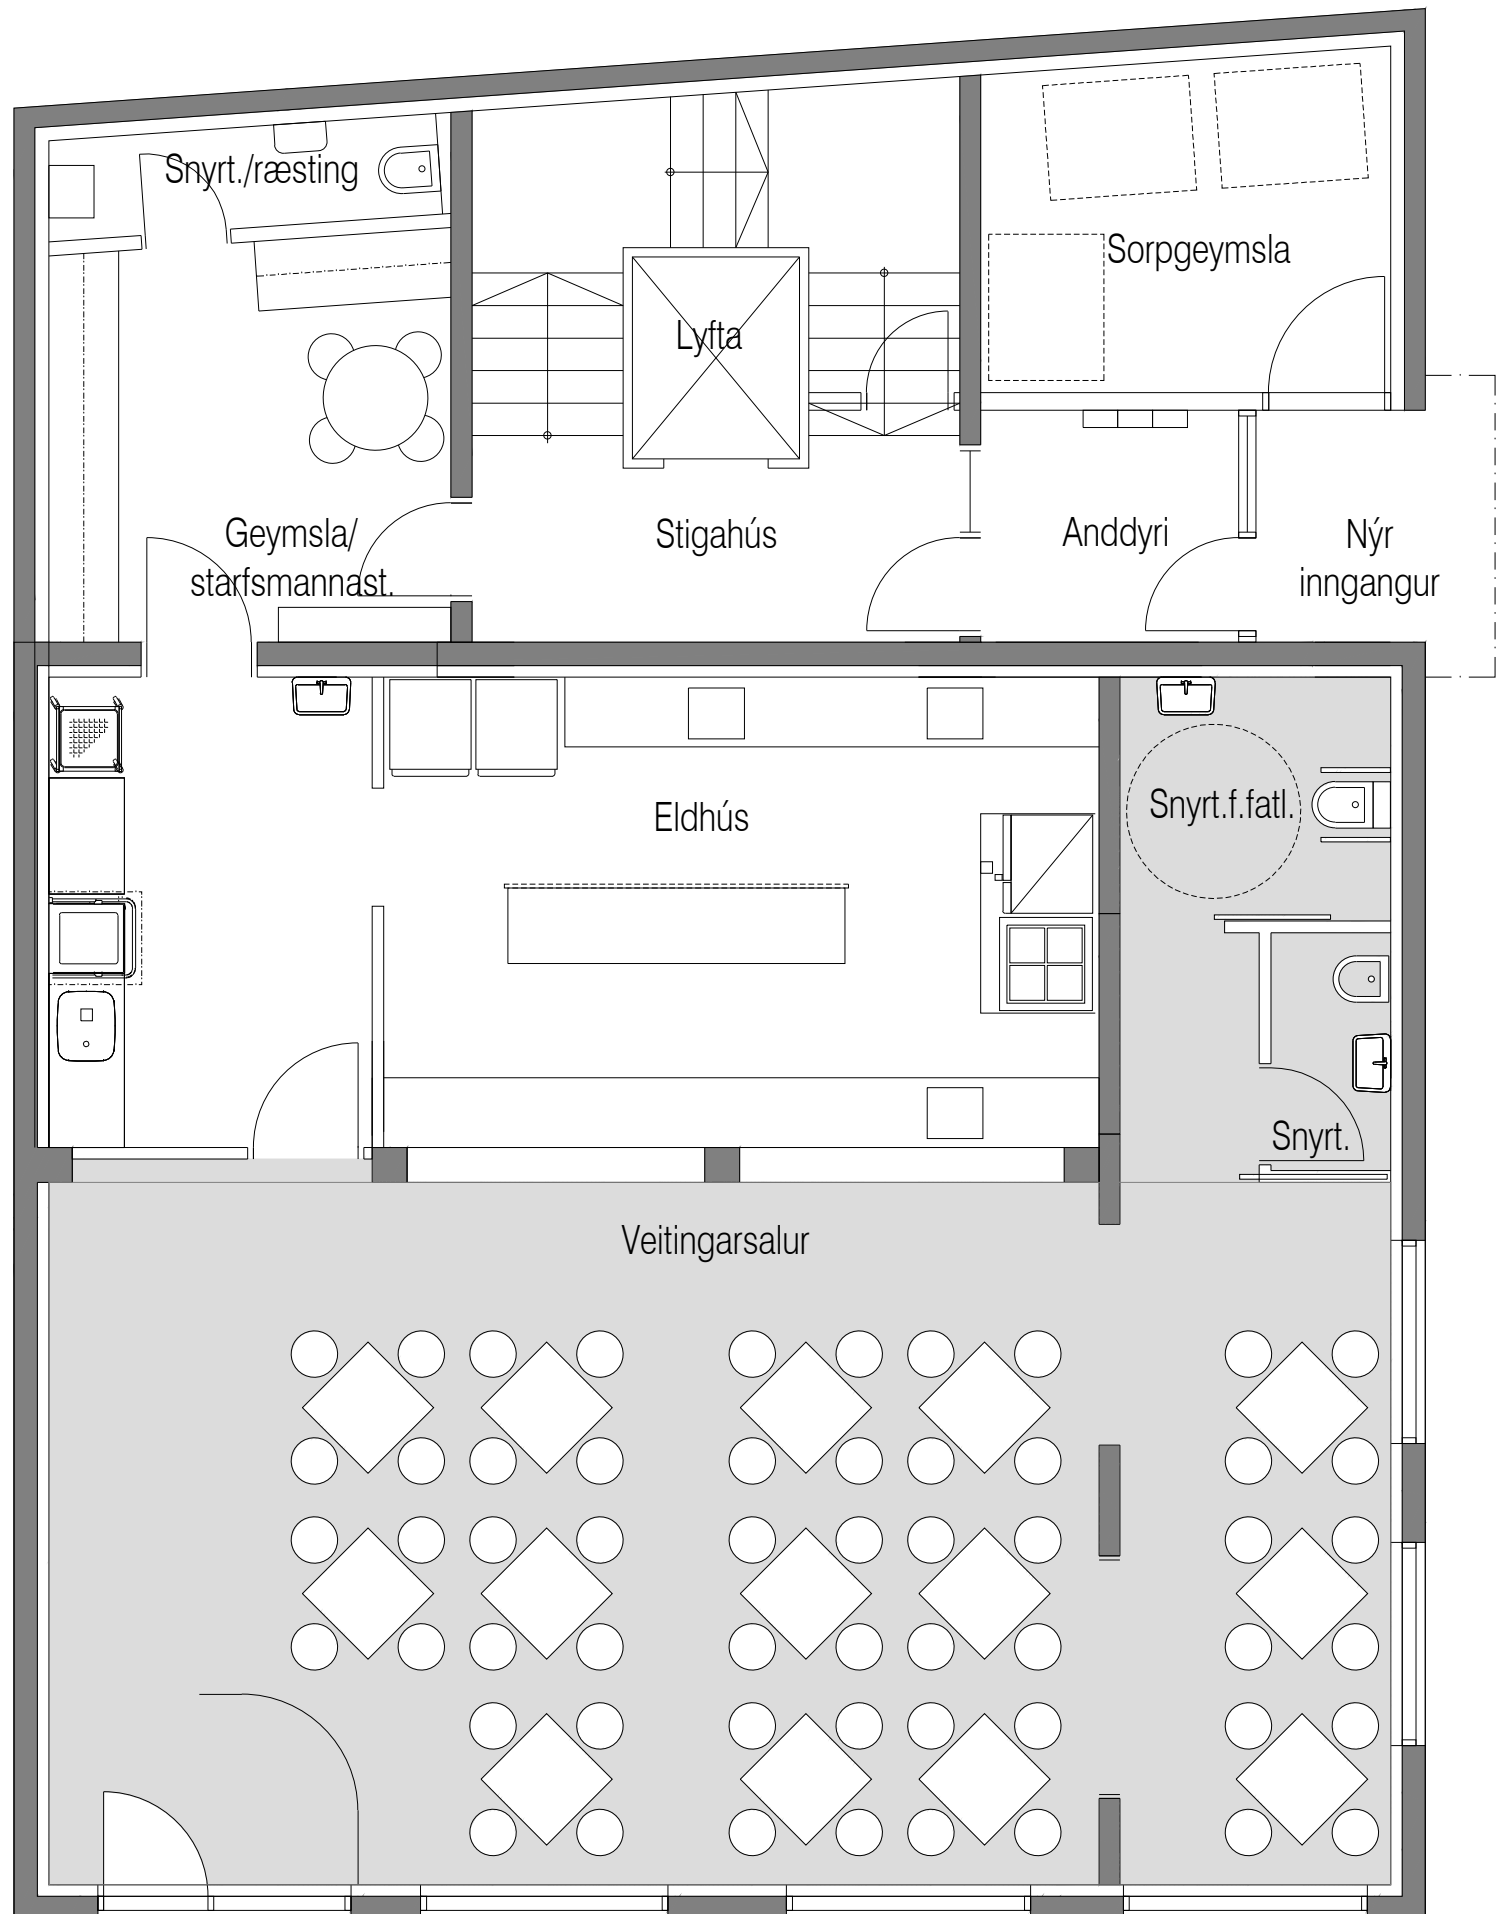 Snyrt./ræsting
Sorpgeymsla
Lyfta
Geymsla/
starfsmannast.
Stigahús
Anddyri
Nýr
inngangur
Eldhús
Snyrt.f.fatl.
Snyrt.
Veitingarsalur